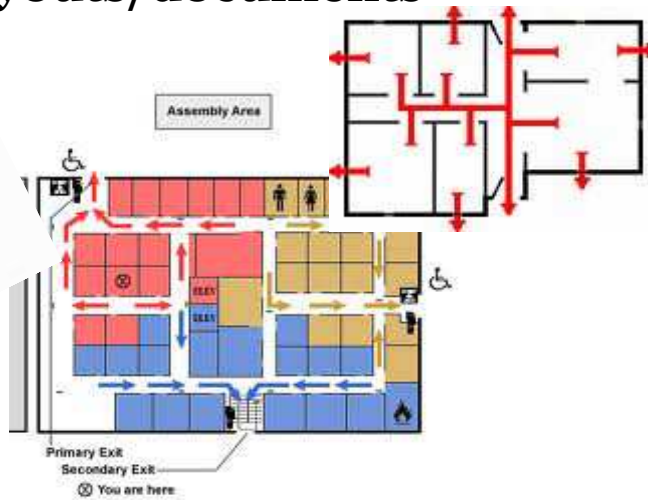 Assembly Area
ELEV
ELEV
Primary Exit
Secondary Exit
You are here